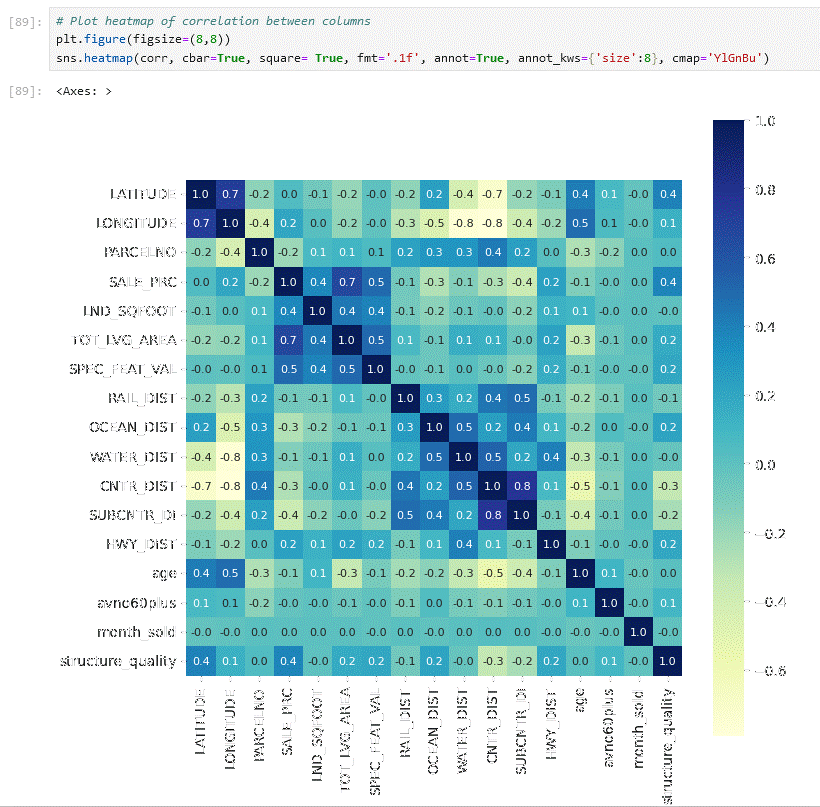 [89]: # Plot heatmap of correlation between columns
plt.figure(figsize=(8,8))
sns.heatmap(corr, cbar=True, square= True, fmt='.1f', annot=True, annot_kws={'size':8}, cmap='YlGnBu')
[89]: <Axes: >
1.0
0.8
0.6
0.4
0.2
0.0
−0.2
−0.4
−0.6
LATITUDE 1.0 0.7 -0.2 0.0 -0.1 -0.2 -0.0 -0.2 0.2 -0.4 -0.7 -0.2 -0.1 0.4 0.1 -0.0 0.4
LONGITUDE 0.7 1.0 -0.4 0.2 0.0 -0.2 -0.0 -0.3 -0.5 -0.8 -0.8 -0.4 -0.2 0.5 0.1 -0.0 0.1
PARCELNO -0.2 -0.4 1.0 -0.2 0.1 0.1 0.1 0.2 0.3 0.3 0.4 0.2 0.0 -0.3 -0.2 0.0 0.0
SALE_PRC 0.0 0.2 -0.2 1.0 0.4 0.7 0.5 -0.1 -0.3 -0.1 -0.3 -0.4 0.2 -0.1 -0.0 0.0 0.4
LND_SQFOOT -0.1 0.0 0.1 0.4 1.0 0.4 0.4 -0.1 -0.2 -0.1 -0.0 -0.2 0.1 0.1 -0.0 0.0 -0.0
TOT_LVG_AREA -0.2 -0.2 0.1 0.7 0.4 1.0 0.5 0.1 -0.1 0.1 0.1 -0.0 0.2 -0.3 -0.1 0.0 0.2
SPEC_FEAT_VAL -0.0 -0.0 0.1 0.5 0.4 0.5 1.0 -0.0 -0.1 0.0 -0.0 -0.2 0.2 -0.1 -0.0 0.0 0.2
RAIL_DIST -0.2 -0.3 0.2 -0.1 -0.1 0.1 -0.0 1.0 0.3 0.2 0.4 0.5 -0.1 -0.2 -0.1 0.0 -0.1
OCEAN_DIST 0.2 -0.5 0.3 -0.3 -0.2 -0.1 -0.1 0.3 1.0 0.5 0.2 0.4 0.1 -0.2 0.0 -0.0 0.2
WATER_DIST -0.4 -0.8 0.3 -0.1 -0.1 0.1 0.0 0.2 0.5 1.0 0.5 0.2 0.4 -0.3 -0.1 0.0 -0.0
CNTR_DIST -0.7 -0.8 0.4 -0.3 -0.0 0.1 -0.0 0.4 0.2 0.5 1.0 0.8 0.1 -0.5 -0.1 0.0 -0.3
SUBCNTR_DI -0.2 -0.4 0.2 -0.4 -0.2 -0.0 -0.2 0.5 0.4 0.2 0.8 1.0 -0.1 -0.4 -0.1 0.0 -0.2
HWY_DIST -0.1 -0.2 0.0 0.2 0.1 0.2 0.2 -0.1 0.1 0.4 0.1 -0.1 1.0 -0.1 -0.0 -0.0 0.2
age 0.4 0.5 -0.3 -0.1 0.1 -0.3 -0.1 -0.2 -0.2 -0.3 -0.5 -0.4 -0.1 1.0 0.1 -0.0 0.0
avno60plus 0.1 0.1 -0.2 -0.0 -0.0 -0.1 -0.0 -0.1 0.0 -0.1 -0.1 -0.1 -0.0 0.1 1.0 -0.0 0.1
month_sold -0.0 -0.0 0.0 0.0 0.0 0.0 0.0 0.0 -0.0 0.0 0.0 0.0 -0.0 -0.0 -0.0 1.0 -0.0
structure_quality 0.4 0.1 0.0 0.4 -0.0 0.2 0.2 -0.1 0.2 -0.0 -0.3 -0.2 0.2 0.0 0.1 -0.0 1.0
LATITUDE
LONGITUDE
PARCELNO
SALE_PRC
LND_SQFOOT
TOT_LVG_AREA
SPEC_FEAT_VAL
RAIL_DIST
OCEAN_DIST
WATER_DIST
CNTR_DIST
SUBCNTR_DI
HWY_DIST
age
avno60plus
month_sold
structure_quality